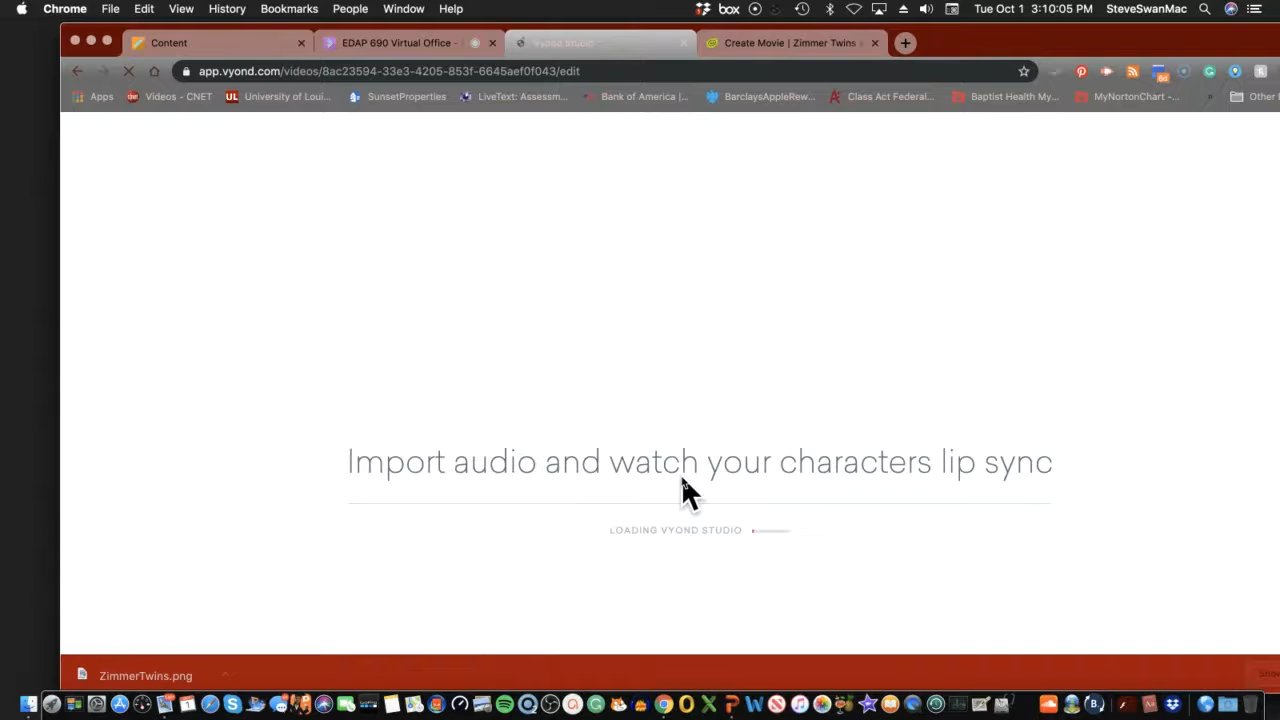 Chrome File Edit View History Bookmarks People Window Help box Tue Oct 1 3:10:05 PM SteveSwanMac
Content EDAP 690 Virtual Office - Vyond Studio Create Movie | Zimmer Twins
app.vyond.com/videos/8ac23594-33e3-4205-853f-6645aef0f043/edit
Apps Videos - CNET University of Loui... SunsetProperties LiveText: Assessm... Bank of America |... BarclaysAppleRew... Class Act Federal... Baptist Health My... MyNortonChart -... » Other
Import audio and watch your characters lip sync
LOADING VYOND STUDIO
ZimmerTwins.png